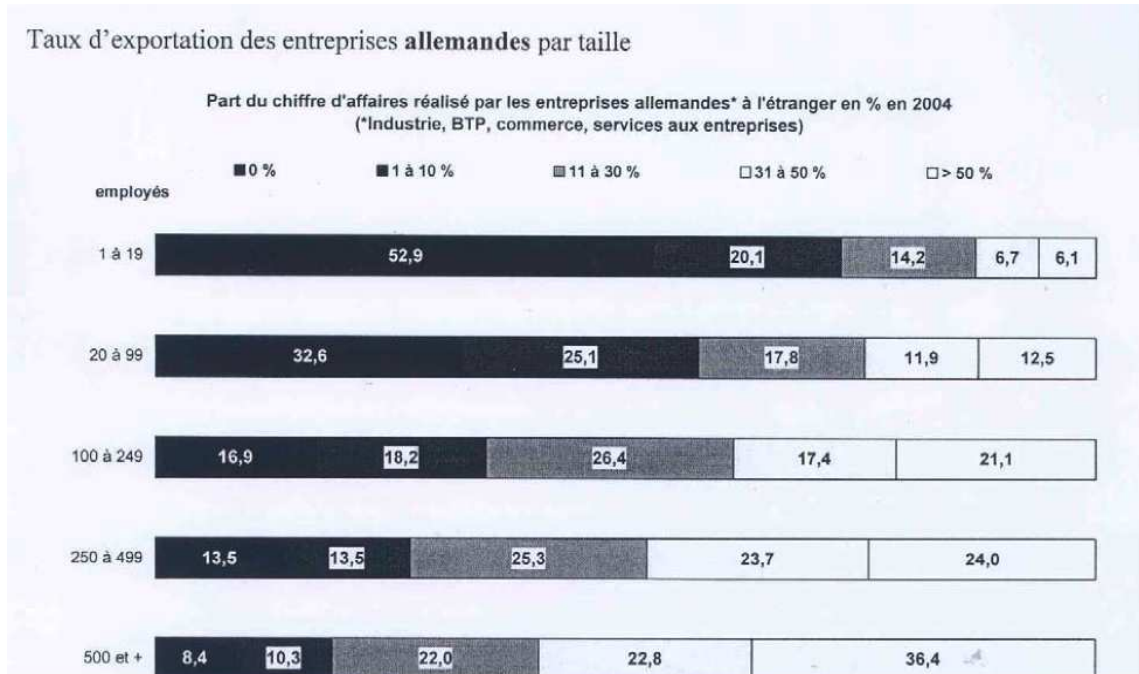 Taux d'exportation des entreprises allemandes par taille
Part du chiffre d'affaires réalisé par les entreprises allemandes* à l'étranger en % en 2004
(*Industrie, BTP, commerce, services aux entreprises)
0 % 1 à 10 % 11 à 30 % 31 à 50 % > 50 %
employés
1 à 19 52,9 20,1 14,2 6,7 6,1
20 à 99 32,6 25,1 17,8 11,9 12,5
100 à 249 16,9 18,2 26,4 17,4 21,1
250 à 499 13,5 13,5 25,3 23,7 24,0
500 et + 8,4 10,3 22,0 22,8 36,4